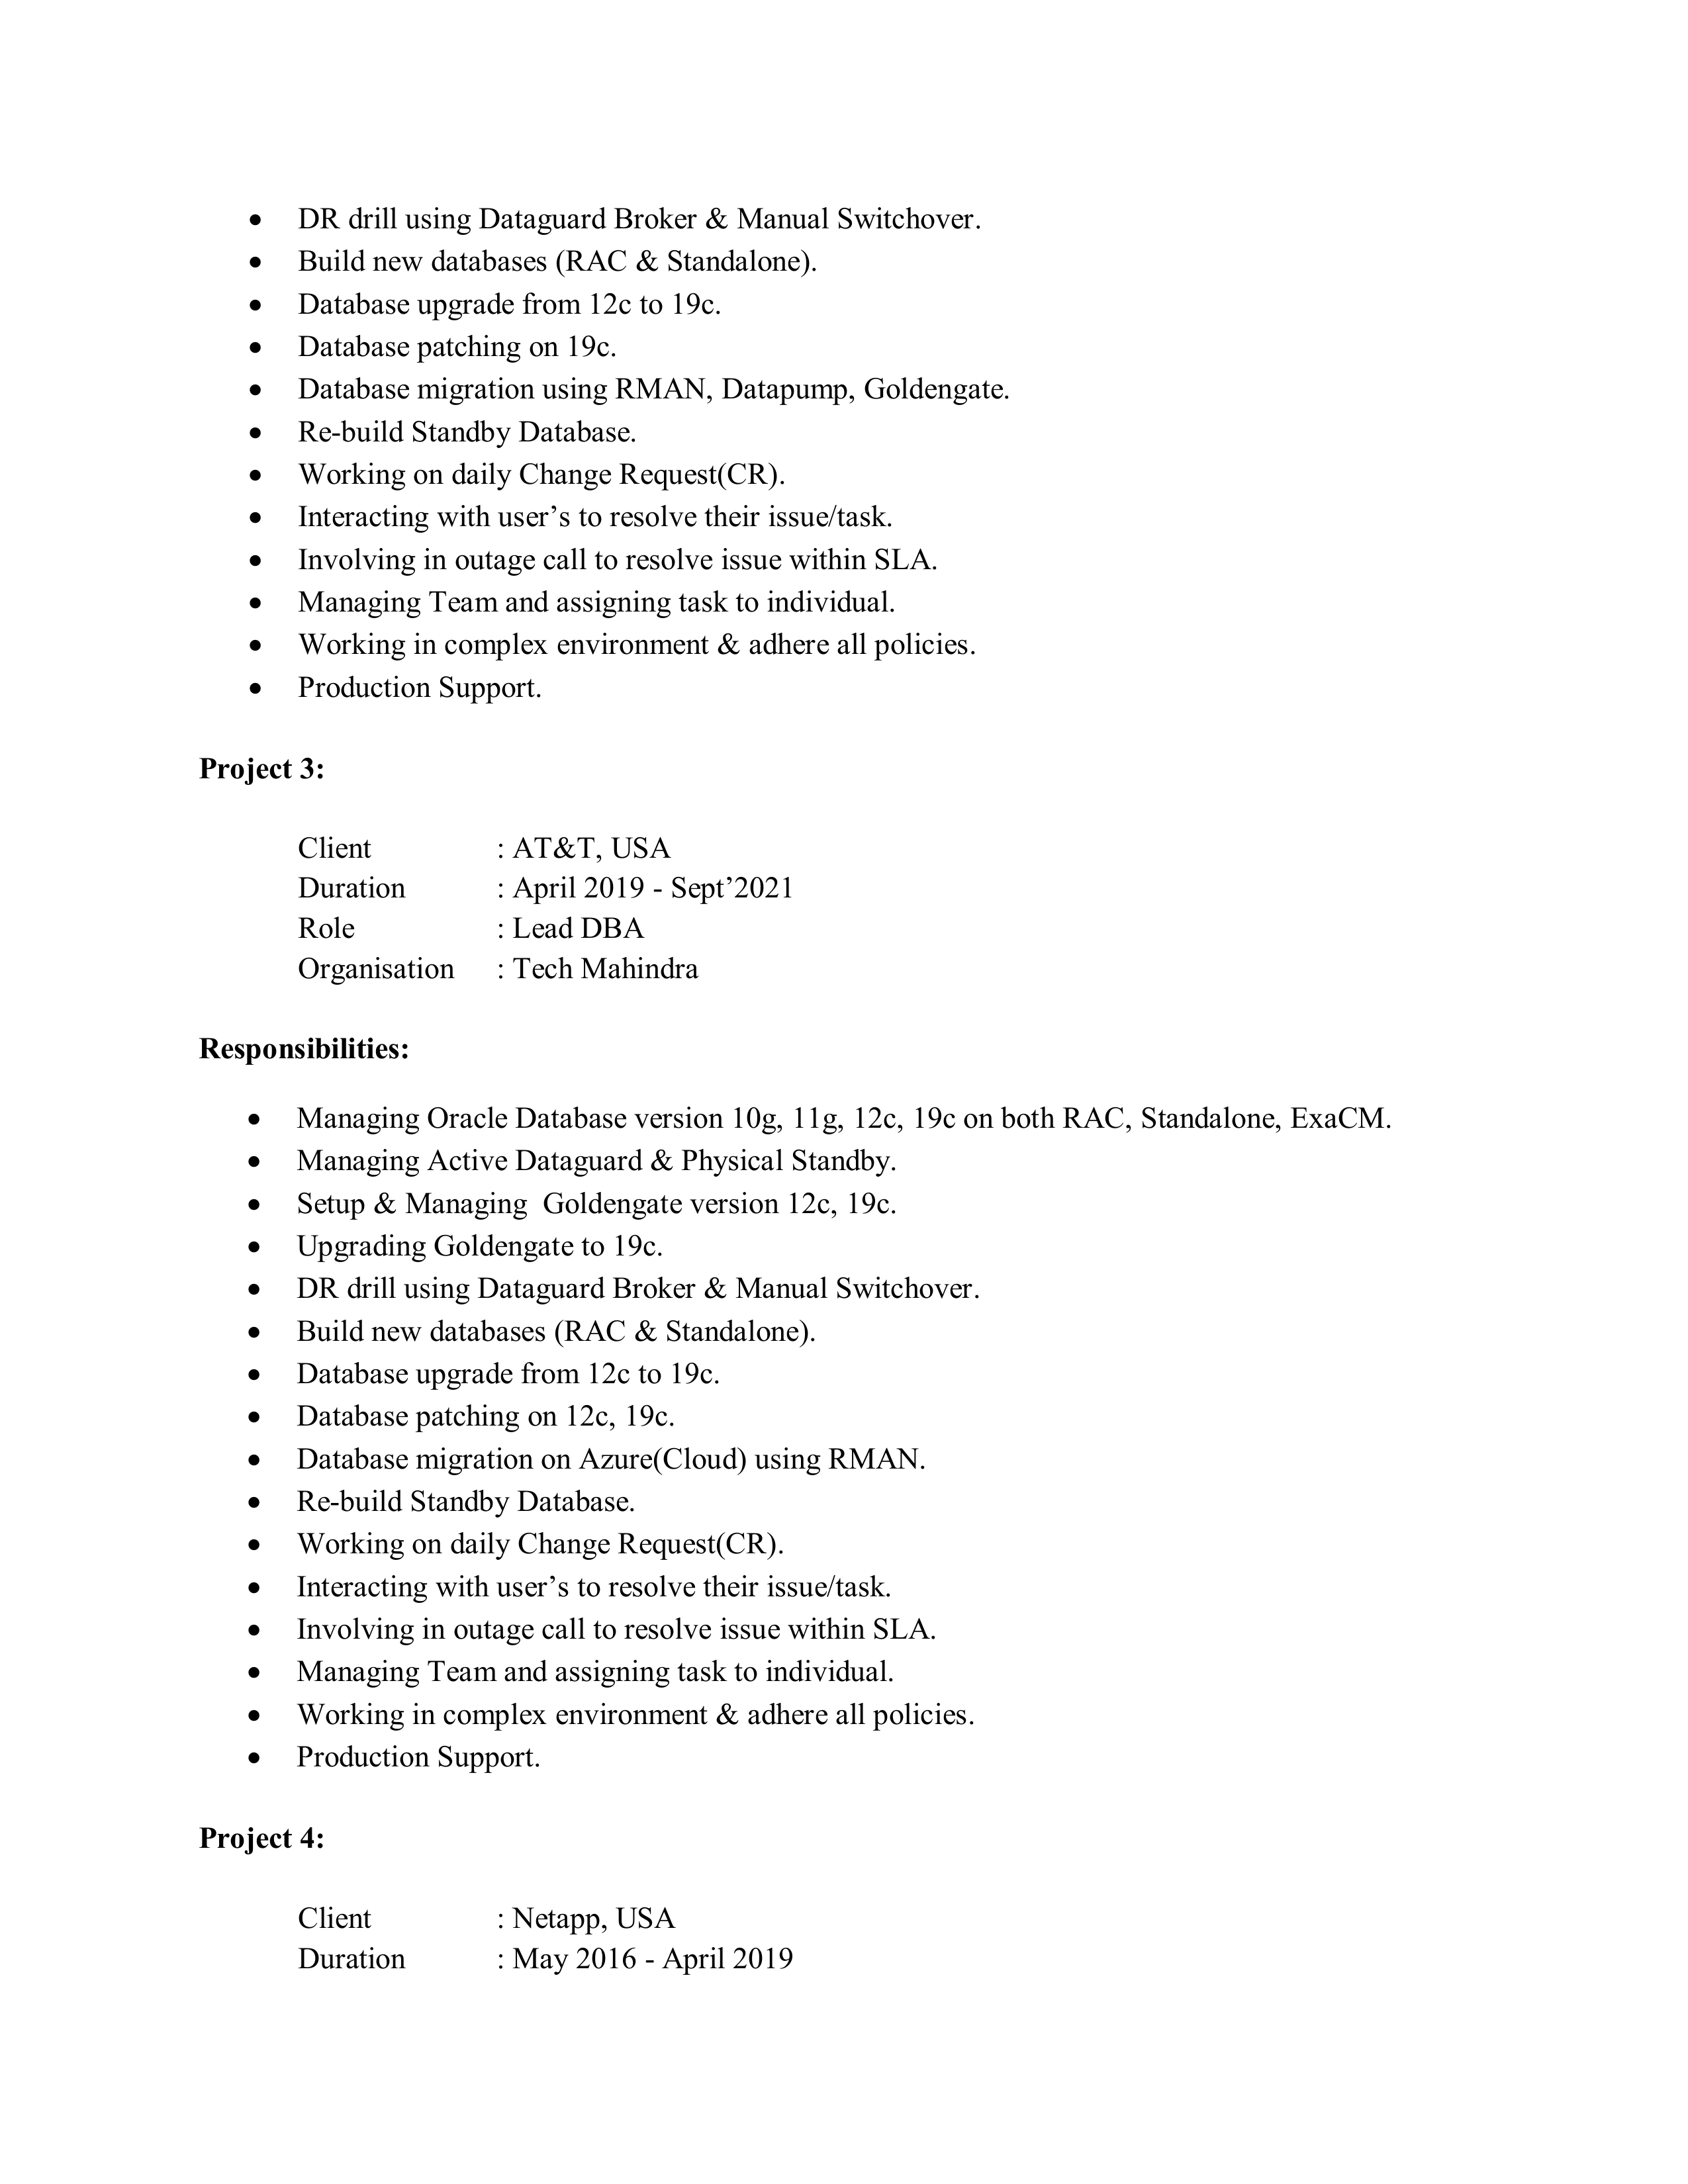 • DR drill using Dataguard Broker & Manual Switchover.
• Build new databases (RAC & Standalone).
• Database upgrade from 12c to 19c.
• Database patching on 19c.
• Database migration using RMAN, Datapump, Goldengate.
• Re-build Standby Database.
• Working on daily Change Request(CR).
• Interacting with user’s to resolve their issue/task.
• Involving in outage call to resolve issue within SLA.
• Managing Team and assigning task to individual.
• Working in complex environment & adhere all policies.
• Production Support.
Project 3:
Client : AT&T, USA
Duration : April 2019 - Sept’2021
Role : Lead DBA
Organisation : Tech Mahindra
Responsibilities:
• Managing Oracle Database version 10g, 11g, 12c, 19c on both RAC, Standalone, ExaCM.
• Managing Active Dataguard & Physical Standby.
• Setup & Managing  Goldengate version 12c, 19c.
• Upgrading Goldengate to 19c.
• DR drill using Dataguard Broker & Manual Switchover.
• Build new databases (RAC & Standalone).
• Database upgrade from 12c to 19c.
• Database patching on 12c, 19c.
• Database migration on Azure(Cloud) using RMAN.
• Re-build Standby Database.
• Working on daily Change Request(CR).
• Interacting with user’s to resolve their issue/task.
• Involving in outage call to resolve issue within SLA.
• Managing Team and assigning task to individual.
• Working in complex environment & adhere all policies.
• Production Support.
Project 4:
Client : Netapp, USA
Duration : May 2016 - April 2019